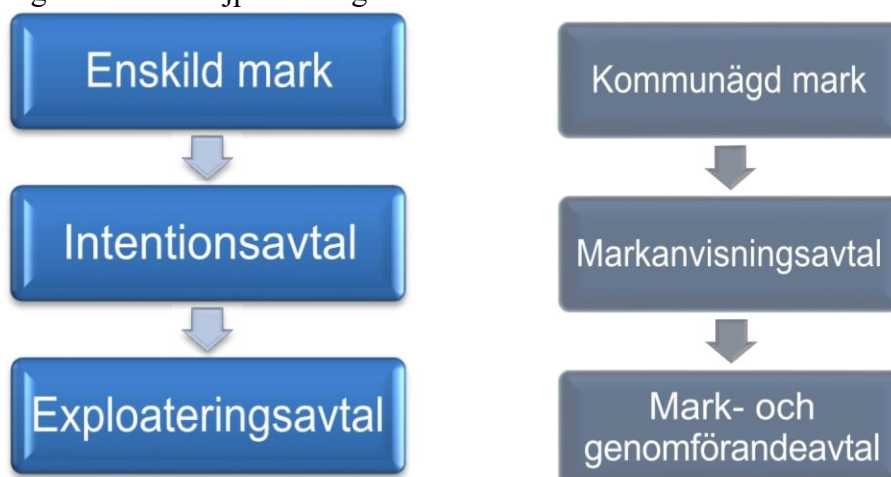 Enskild mark
Intentionsavtal
Exploateringsavtal
Kommunägd mark
Markanvisningsavtal
Mark- och
genomförandeavtal